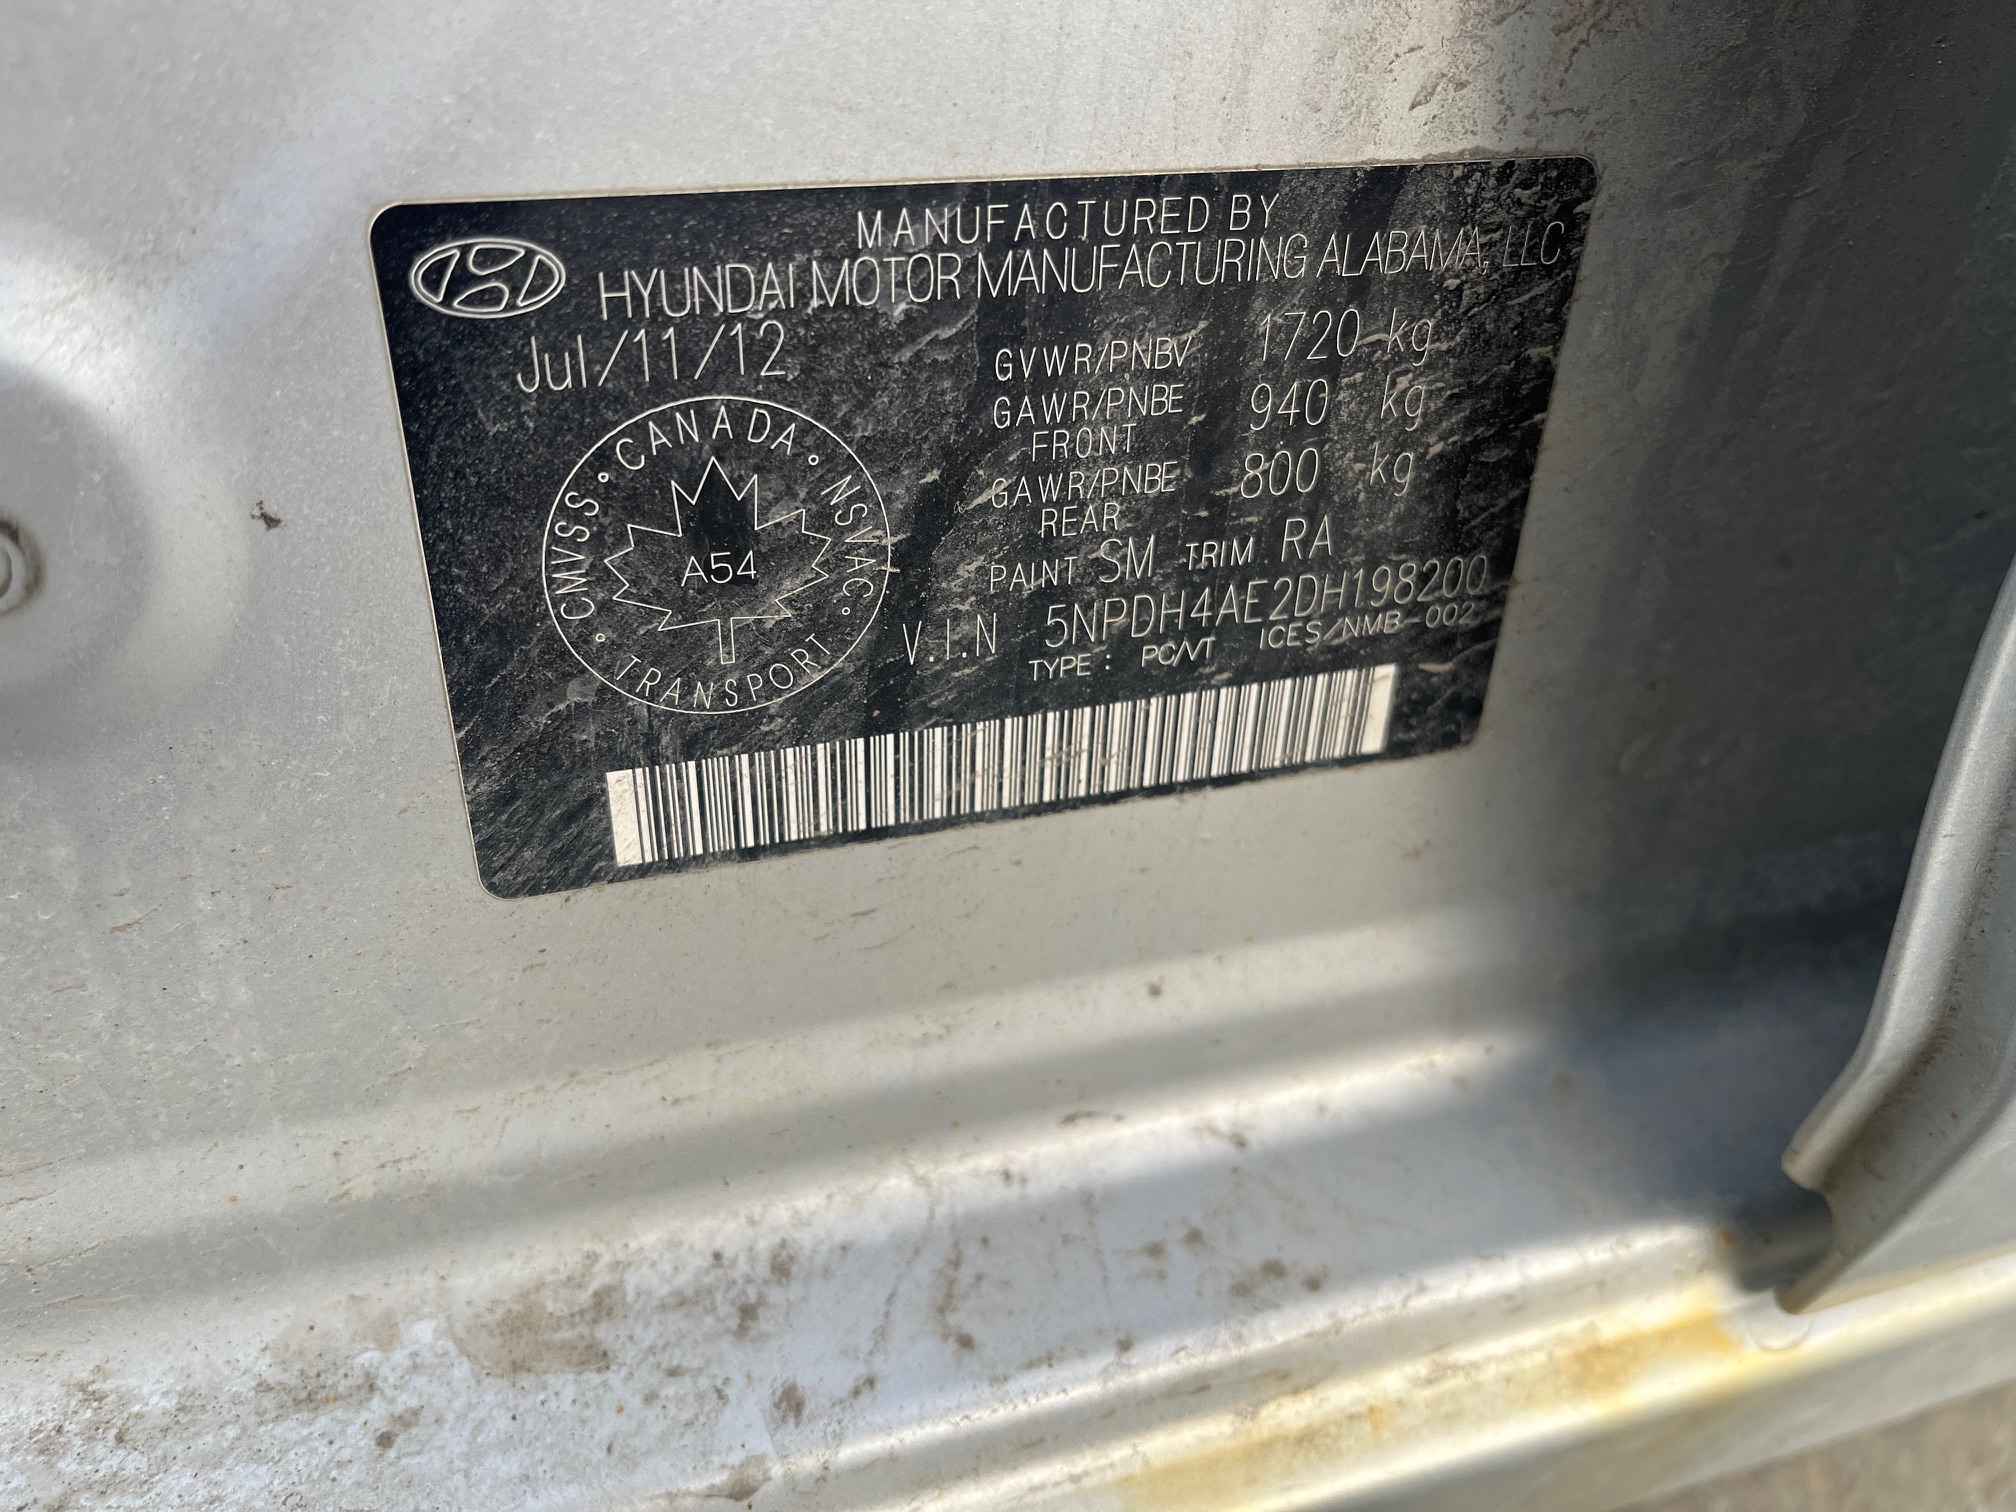 MANUFACTURED BY
HYUNDAI MOTOR MANUFACTURING ALABAMA, LLC
Jul/11/12
GVWR/PNBV 1720 kg
GAWR/PNBE FRONT 940 kg
GAWR/PNBE REAR 800 kg
CMVSS · CANADA · NSVAC · TRANSPORT
A54
PAINT SM TRIM RA
V.I.N 5NPDH4AE2DH198200
TYPE : PC/VT ICES/NMB-002